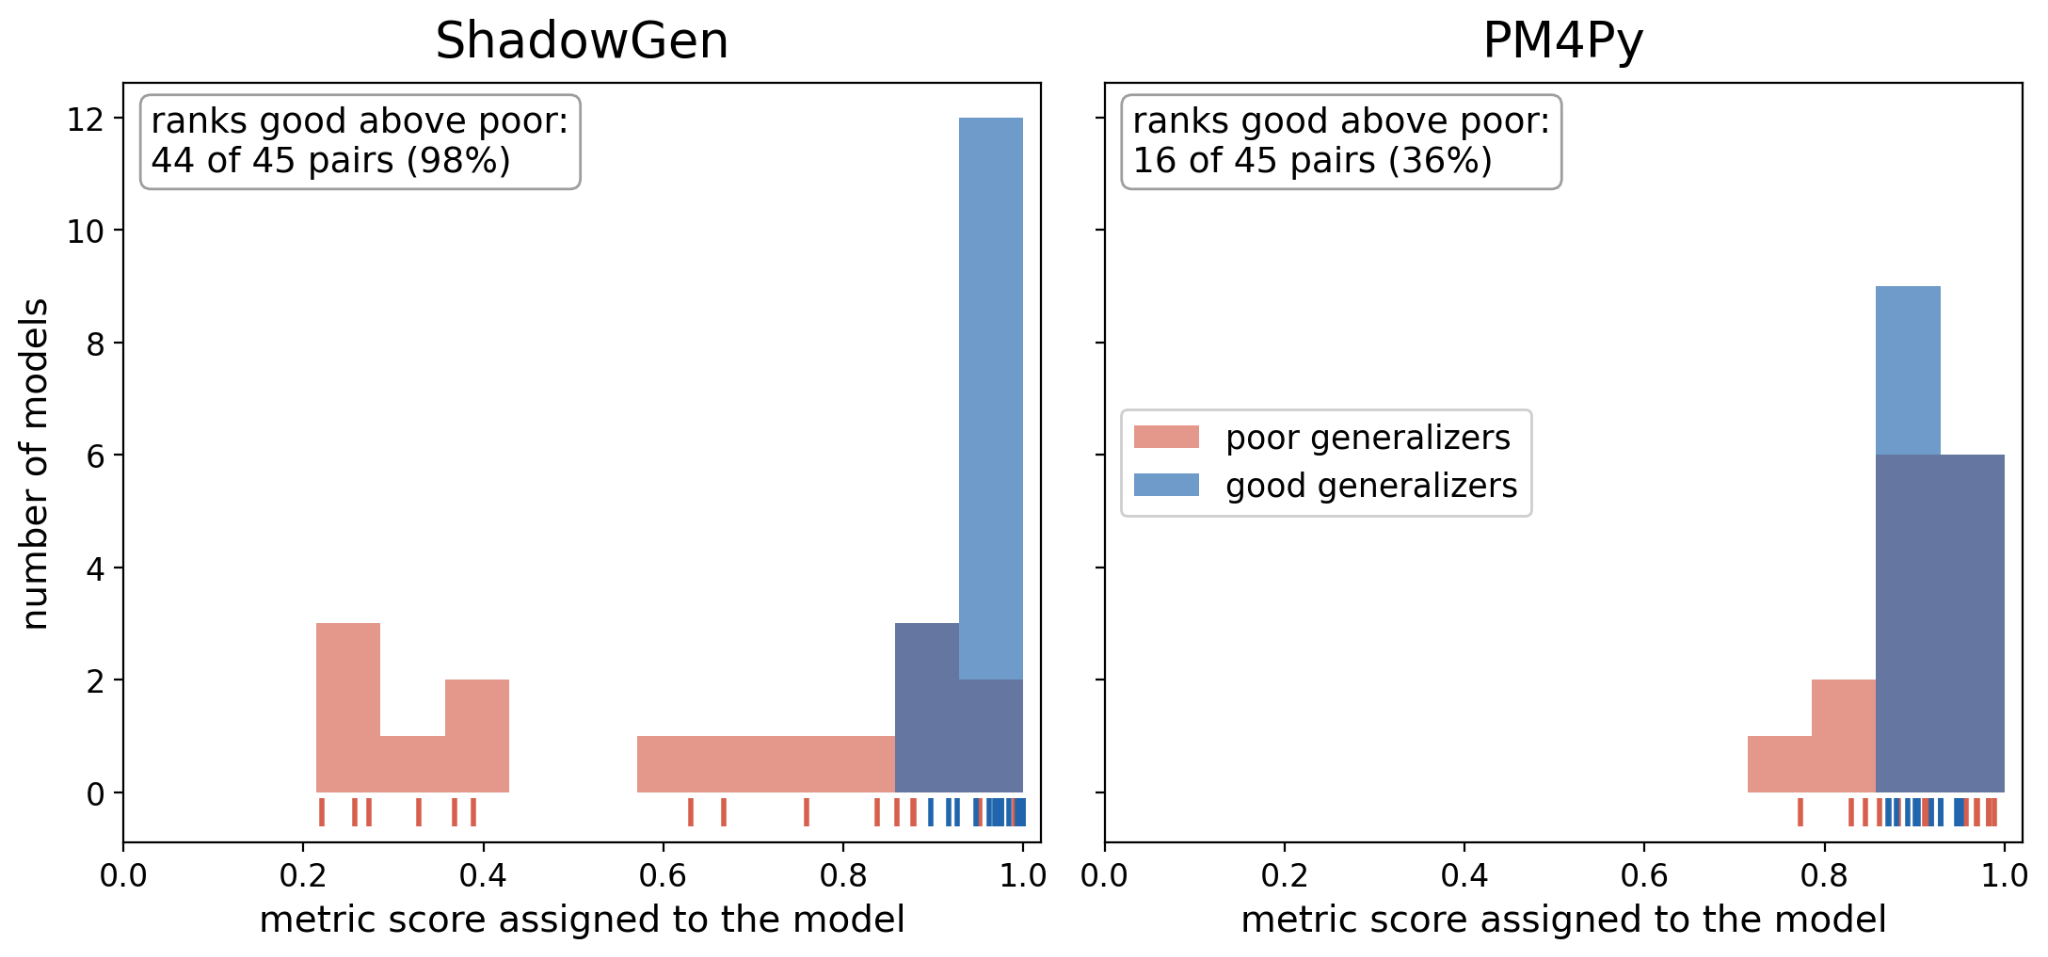 ShadowGen
ranks good above poor:
44 of 45 pairs (98%)
number of models
12
10
8
6
4
2
0
0.0 0.2 0.4 0.6 0.8 1.0
metric score assigned to the model
PM4Py
ranks good above poor:
16 of 45 pairs (36%)
poor generalizers
good generalizers
0.0 0.2 0.4 0.6 0.8 1.0
metric score assigned to the model